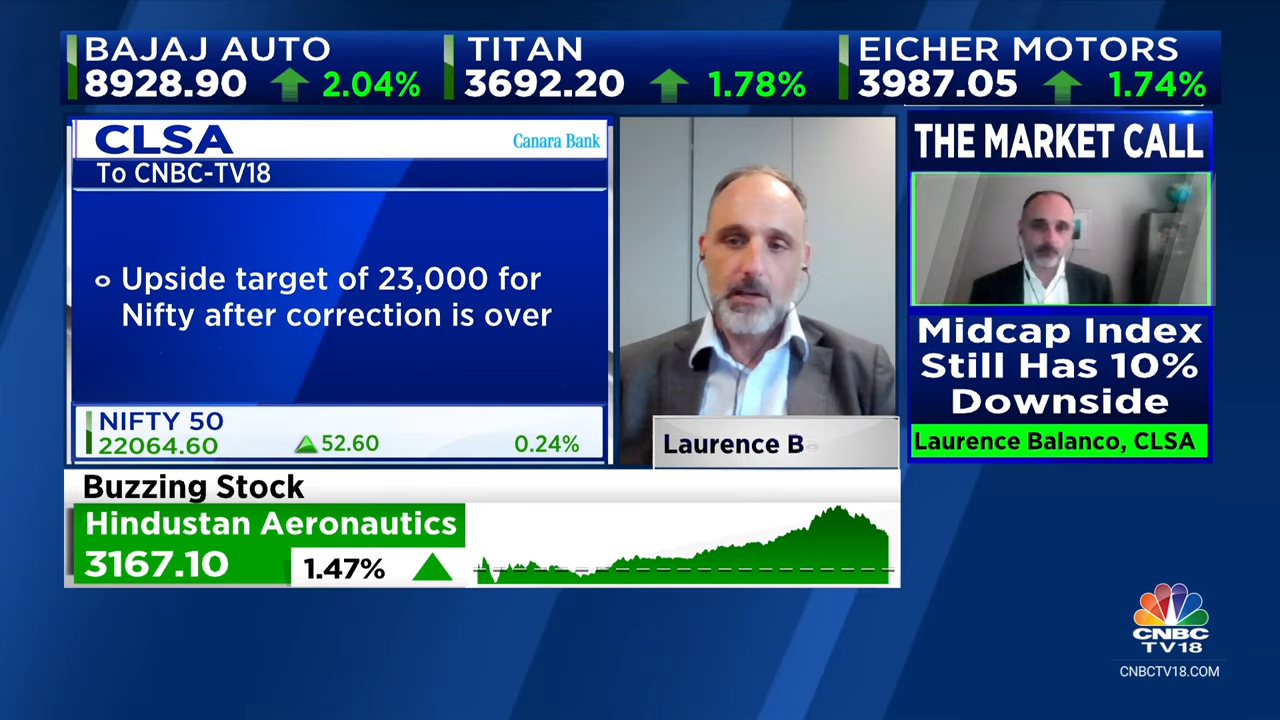 BAJAJ AUTO
8928.90 2.04%
TITAN
3692.20 1.78%
EICHER MOTORS
3987.05 1.74%
CLSA
Canara Bank
To CNBC-TV18
Upside target of 23,000 for
Nifty after correction is over
NIFTY 50
22064.60 52.60 0.24%
Laurence B
THE MARKET CALL
Midcap Index
Still Has 10%
Downside
Laurence Balanco, CLSA
Buzzing Stock
Hindustan Aeronautics
3167.10 1.47%
CNBC
TV18
CNBCTV18.COM